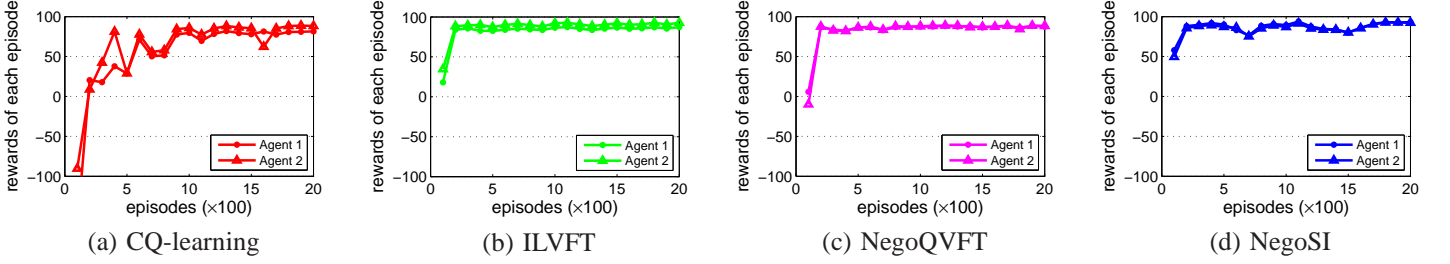 rewards of each episode
100
50
0
−50
−100
Agent 1
Agent 2
0 5 10 15 20
episodes (×100)
(a) CQ-learning
rewards of each episode
100
50
0
−50
−100
Agent 1
Agent 2
0 5 10 15 20
episodes (×100)
(b) ILVFT
rewards of each episode
100
50
0
−50
−100
Agent 1
Agent 2
0 5 10 15 20
episodes (×100)
(c) NegoQVFT
rewards of each episode
100
50
0
−50
−100
Agent 1
Agent 2
0 5 10 15 20
episodes (×100)
(d) NegoSI